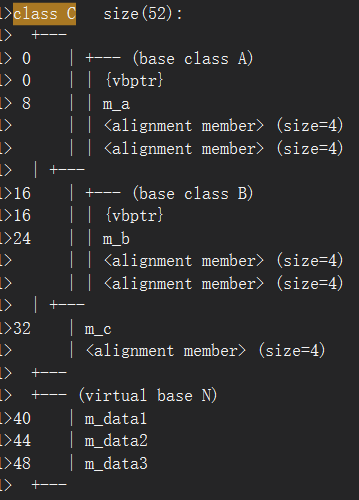 1>class C    size(52):
1>  +---
1> 0    | +--- (base class A)
1> 0    | | {vbptr}
1> 8    | | m_a
1>      | | <alignment member> (size=4)
1>      | | <alignment member> (size=4)
1>  | +---
1>16    | +--- (base class B)
1>16    | | {vbptr}
1>24    | | m_b
1>      | | <alignment member> (size=4)
1>      | | <alignment member> (size=4)
1>  | +---
1>32    | m_c
1>      | <alignment member> (size=4)
1>  +---
1>  +--- (virtual base N)
1>40    | m_data1
1>44    | m_data2
1>48    | m_data3
1>  +---